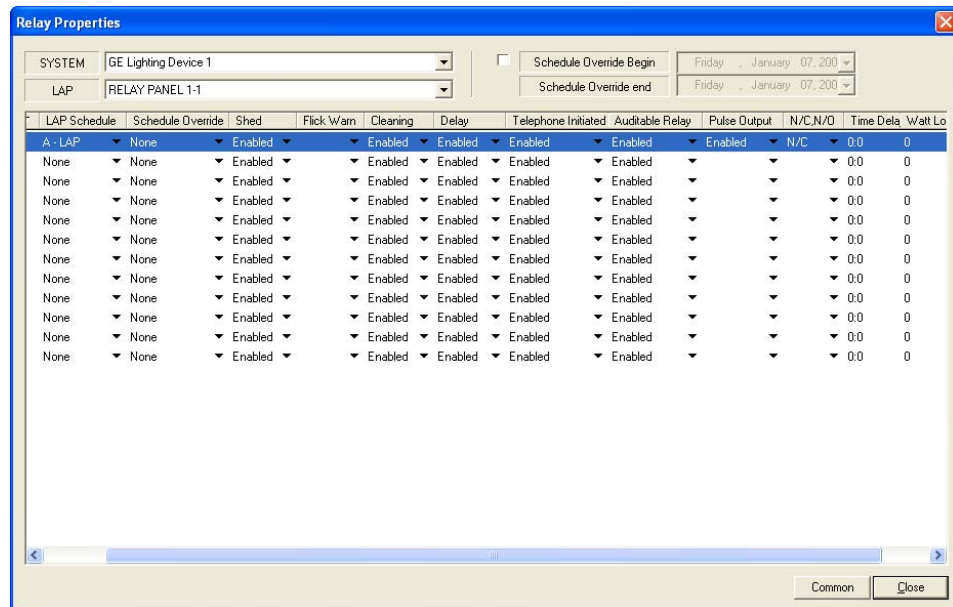 Relay Properties
SYSTEM GE Lighting Device 1 Schedule Override Begin Friday , January 07, 200
LAP RELAY PANEL 1-1 Schedule Override end Friday , January 07, 200
LAP Schedule Schedule Override Shed Flick Warn Cleaning Delay Telephone Initiated Auditable Relay Pulse Output N/C,N/O Time Dela Watt Lo
A - LAP None Enabled Enabled Enabled Enabled Enabled Enabled N/C 0:0 0
None None Enabled Enabled Enabled Enabled Enabled 0:0 0
None None Enabled Enabled Enabled Enabled Enabled 0:0 0
None None Enabled Enabled Enabled Enabled Enabled 0:0 0
None None Enabled Enabled Enabled Enabled Enabled 0:0 0
None None Enabled Enabled Enabled Enabled Enabled 0:0 0
None None Enabled Enabled Enabled Enabled Enabled 0:0 0
None None Enabled Enabled Enabled Enabled Enabled 0:0 0
None None Enabled Enabled Enabled Enabled Enabled 0:0 0
None None Enabled Enabled Enabled Enabled Enabled 0:0 0
None None Enabled Enabled Enabled Enabled Enabled 0:0 0
None None Enabled Enabled Enabled Enabled Enabled 0:0 0
Common Close